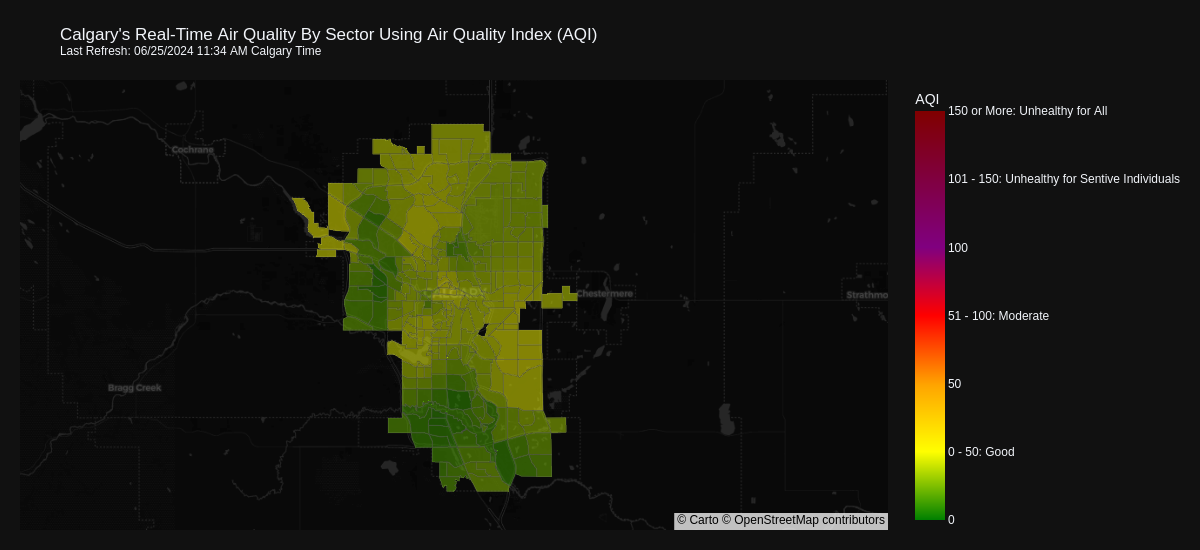 Calgary's Real-Time Air Quality By Sector Using Air Quality Index (AQI)
Last Refresh: 06/25/2024 11:34 AM Calgary Time
AQI
150 or More: Unhealthy for All
Cochrane
101 - 150: Unhealthy for Sentive Individuals
100
Chestermere
Strathmo
51 - 100: Moderate
Bragg Creek
50
0 - 50: Good
0
© Carto © OpenStreetMap contributors